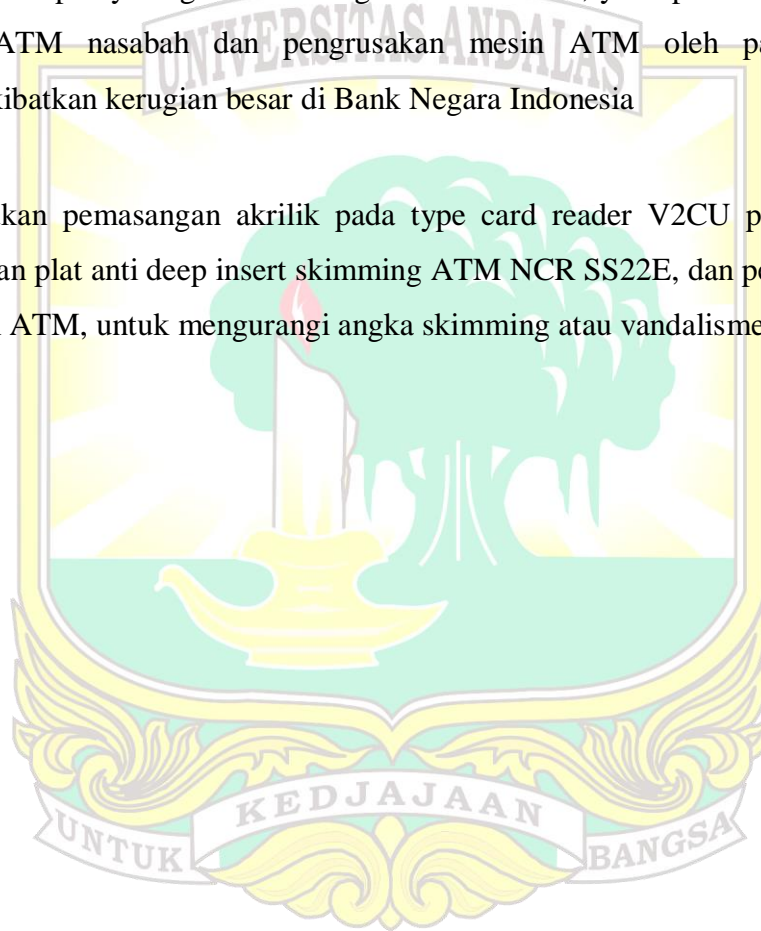 ATM nasabah dan pengrusakan mesin ATM oleh
kibatkan kerugian besar di Bank Negara Indonesia
kan pemasangan akrilik pada type card reader V2CU
an plat anti deep insert skimming ATM NCR SS22E, dan
ATM, untuk mengurangi angka skimming atau vandalisme
UNIVERSITAS ANDALAS
UNTUK KEDJAJAAN BANGSA